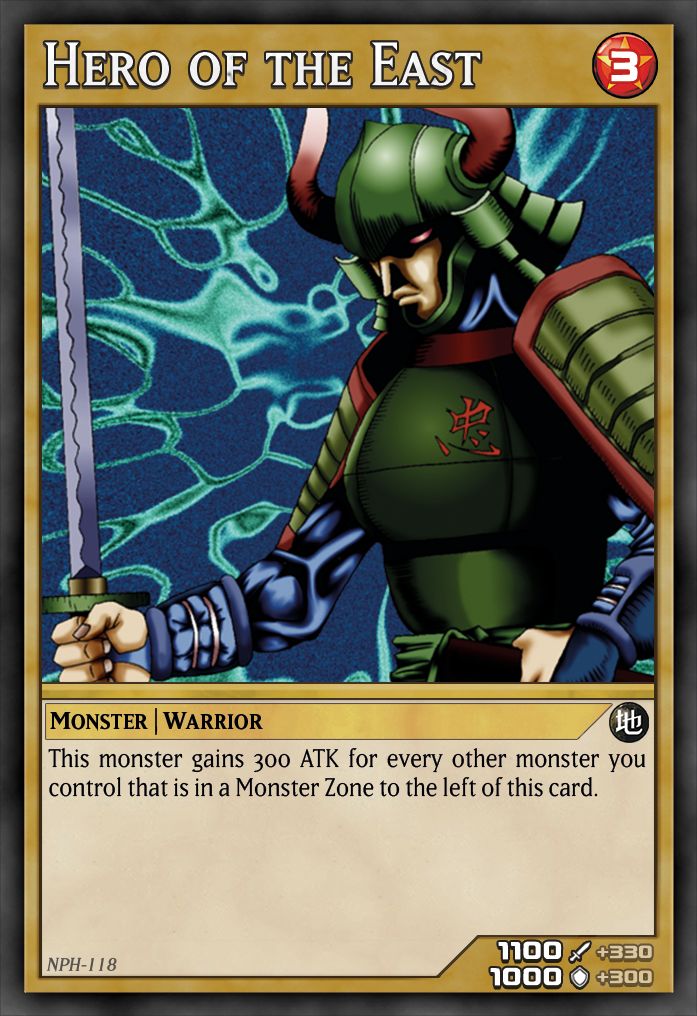 Hero of the East
3
忠
Monster | Warrior
地
This monster gains 300 ATK for every other monster you
control that is in a Monster Zone to the left of this card.
1100 +330
NPH-118
1000 +300